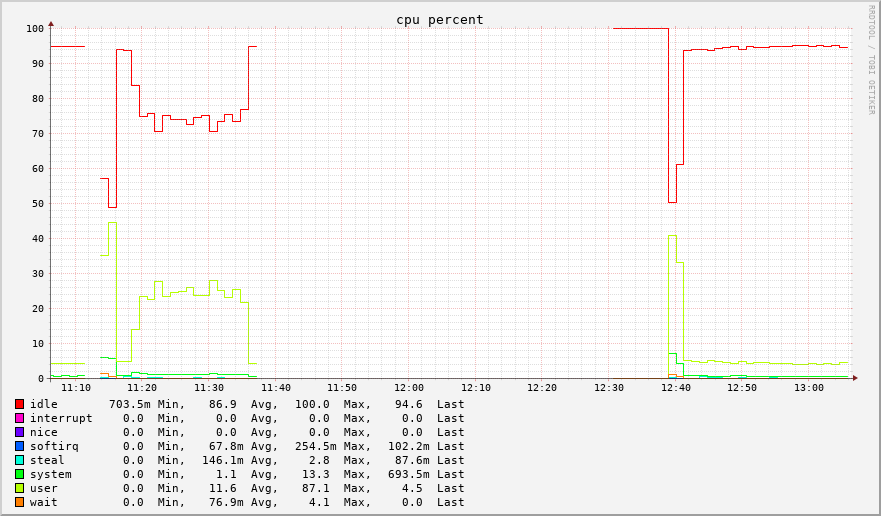 cpu percent
RRDTOOL / TOBI OETIKER
100
90
80
70
60
50
40
30
20
10
0
11:10 11:20 11:30 11:40 11:50 12:00 12:10 12:20 12:30 12:40 12:50 13:00
idle 703.5m Min, 86.9 Avg, 100.0 Max, 94.6 Last
interrupt 0.0 Min, 0.0 Avg, 0.0 Max, 0.0 Last
nice 0.0 Min, 0.0 Avg, 0.0 Max, 0.0 Last
softirq 0.0 Min, 67.8m Avg, 254.5m Max, 102.2m Last
steal 0.0 Min, 146.1m Avg, 2.8 Max, 87.6m Last
system 0.0 Min, 1.1 Avg, 13.3 Max, 693.5m Last
user 0.0 Min, 11.6 Avg, 87.1 Max, 4.5 Last
wait 0.0 Min, 76.9m Avg, 4.1 Max, 0.0 Last